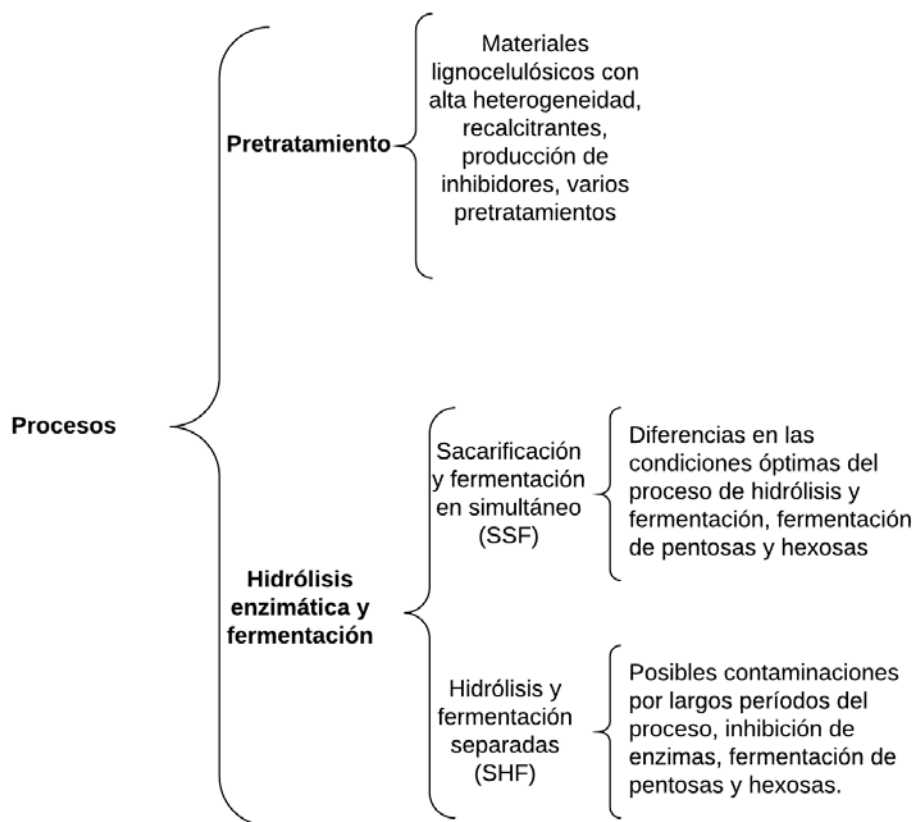 Procesos
Pretratamiento
Materiales
lignocelulósicos con
alta heterogeneidad,
recalcitrantes,
producción de
inhibidores, varios
pretratamientos
Hidrólisis
enzimática y
fermentación
Sacarificación
y fermentación
en simultáneo
(SSF)
Diferencias en las
condiciones óptimas del
proceso de hidrólisis y
fermentación, fermentación
de pentosas y hexosas
Hidrólisis y
fermentación
separadas
(SHF)
Posibles contaminaciones
por largos períodos del
proceso, inhibición de
enzimas, fermentación de
pentosas y hexosas.